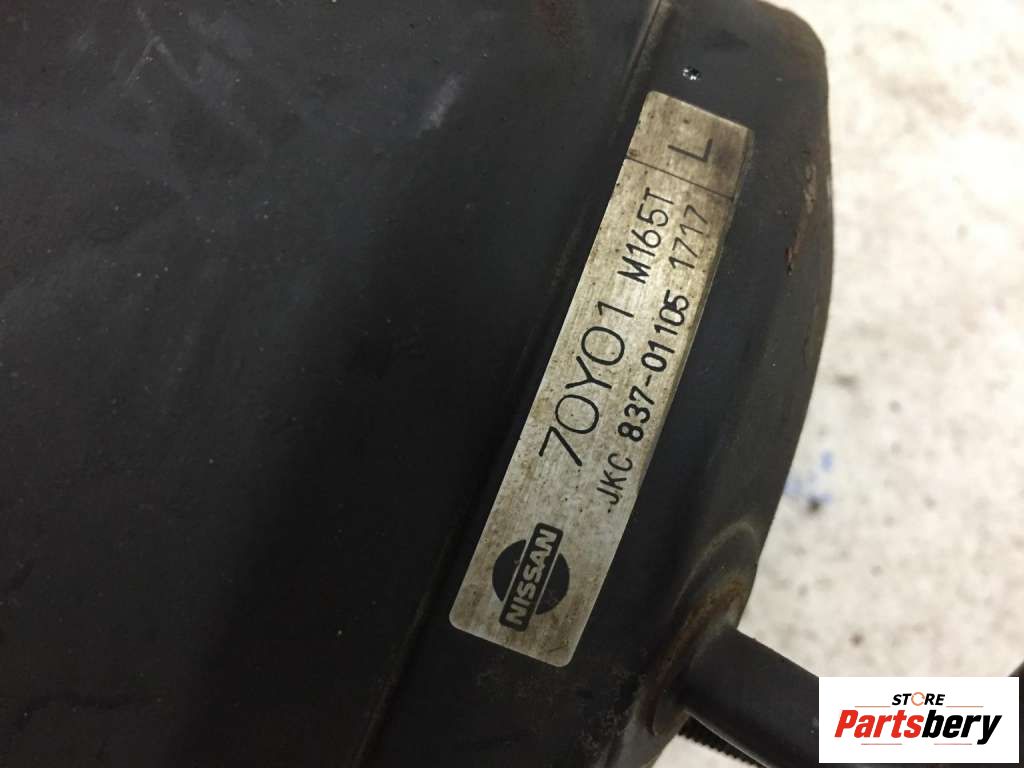 NISSAN
70Y01 M165T
JKC 837-01105 1717
L
STORE
Partsbery